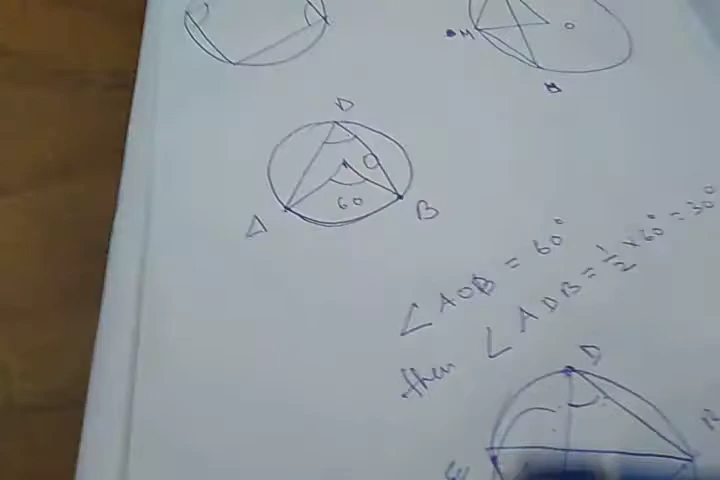 M
O
D
O
60
A
B
∠AOB = 60°
then ∠ADB = 1/2 × 60° = 30°
D